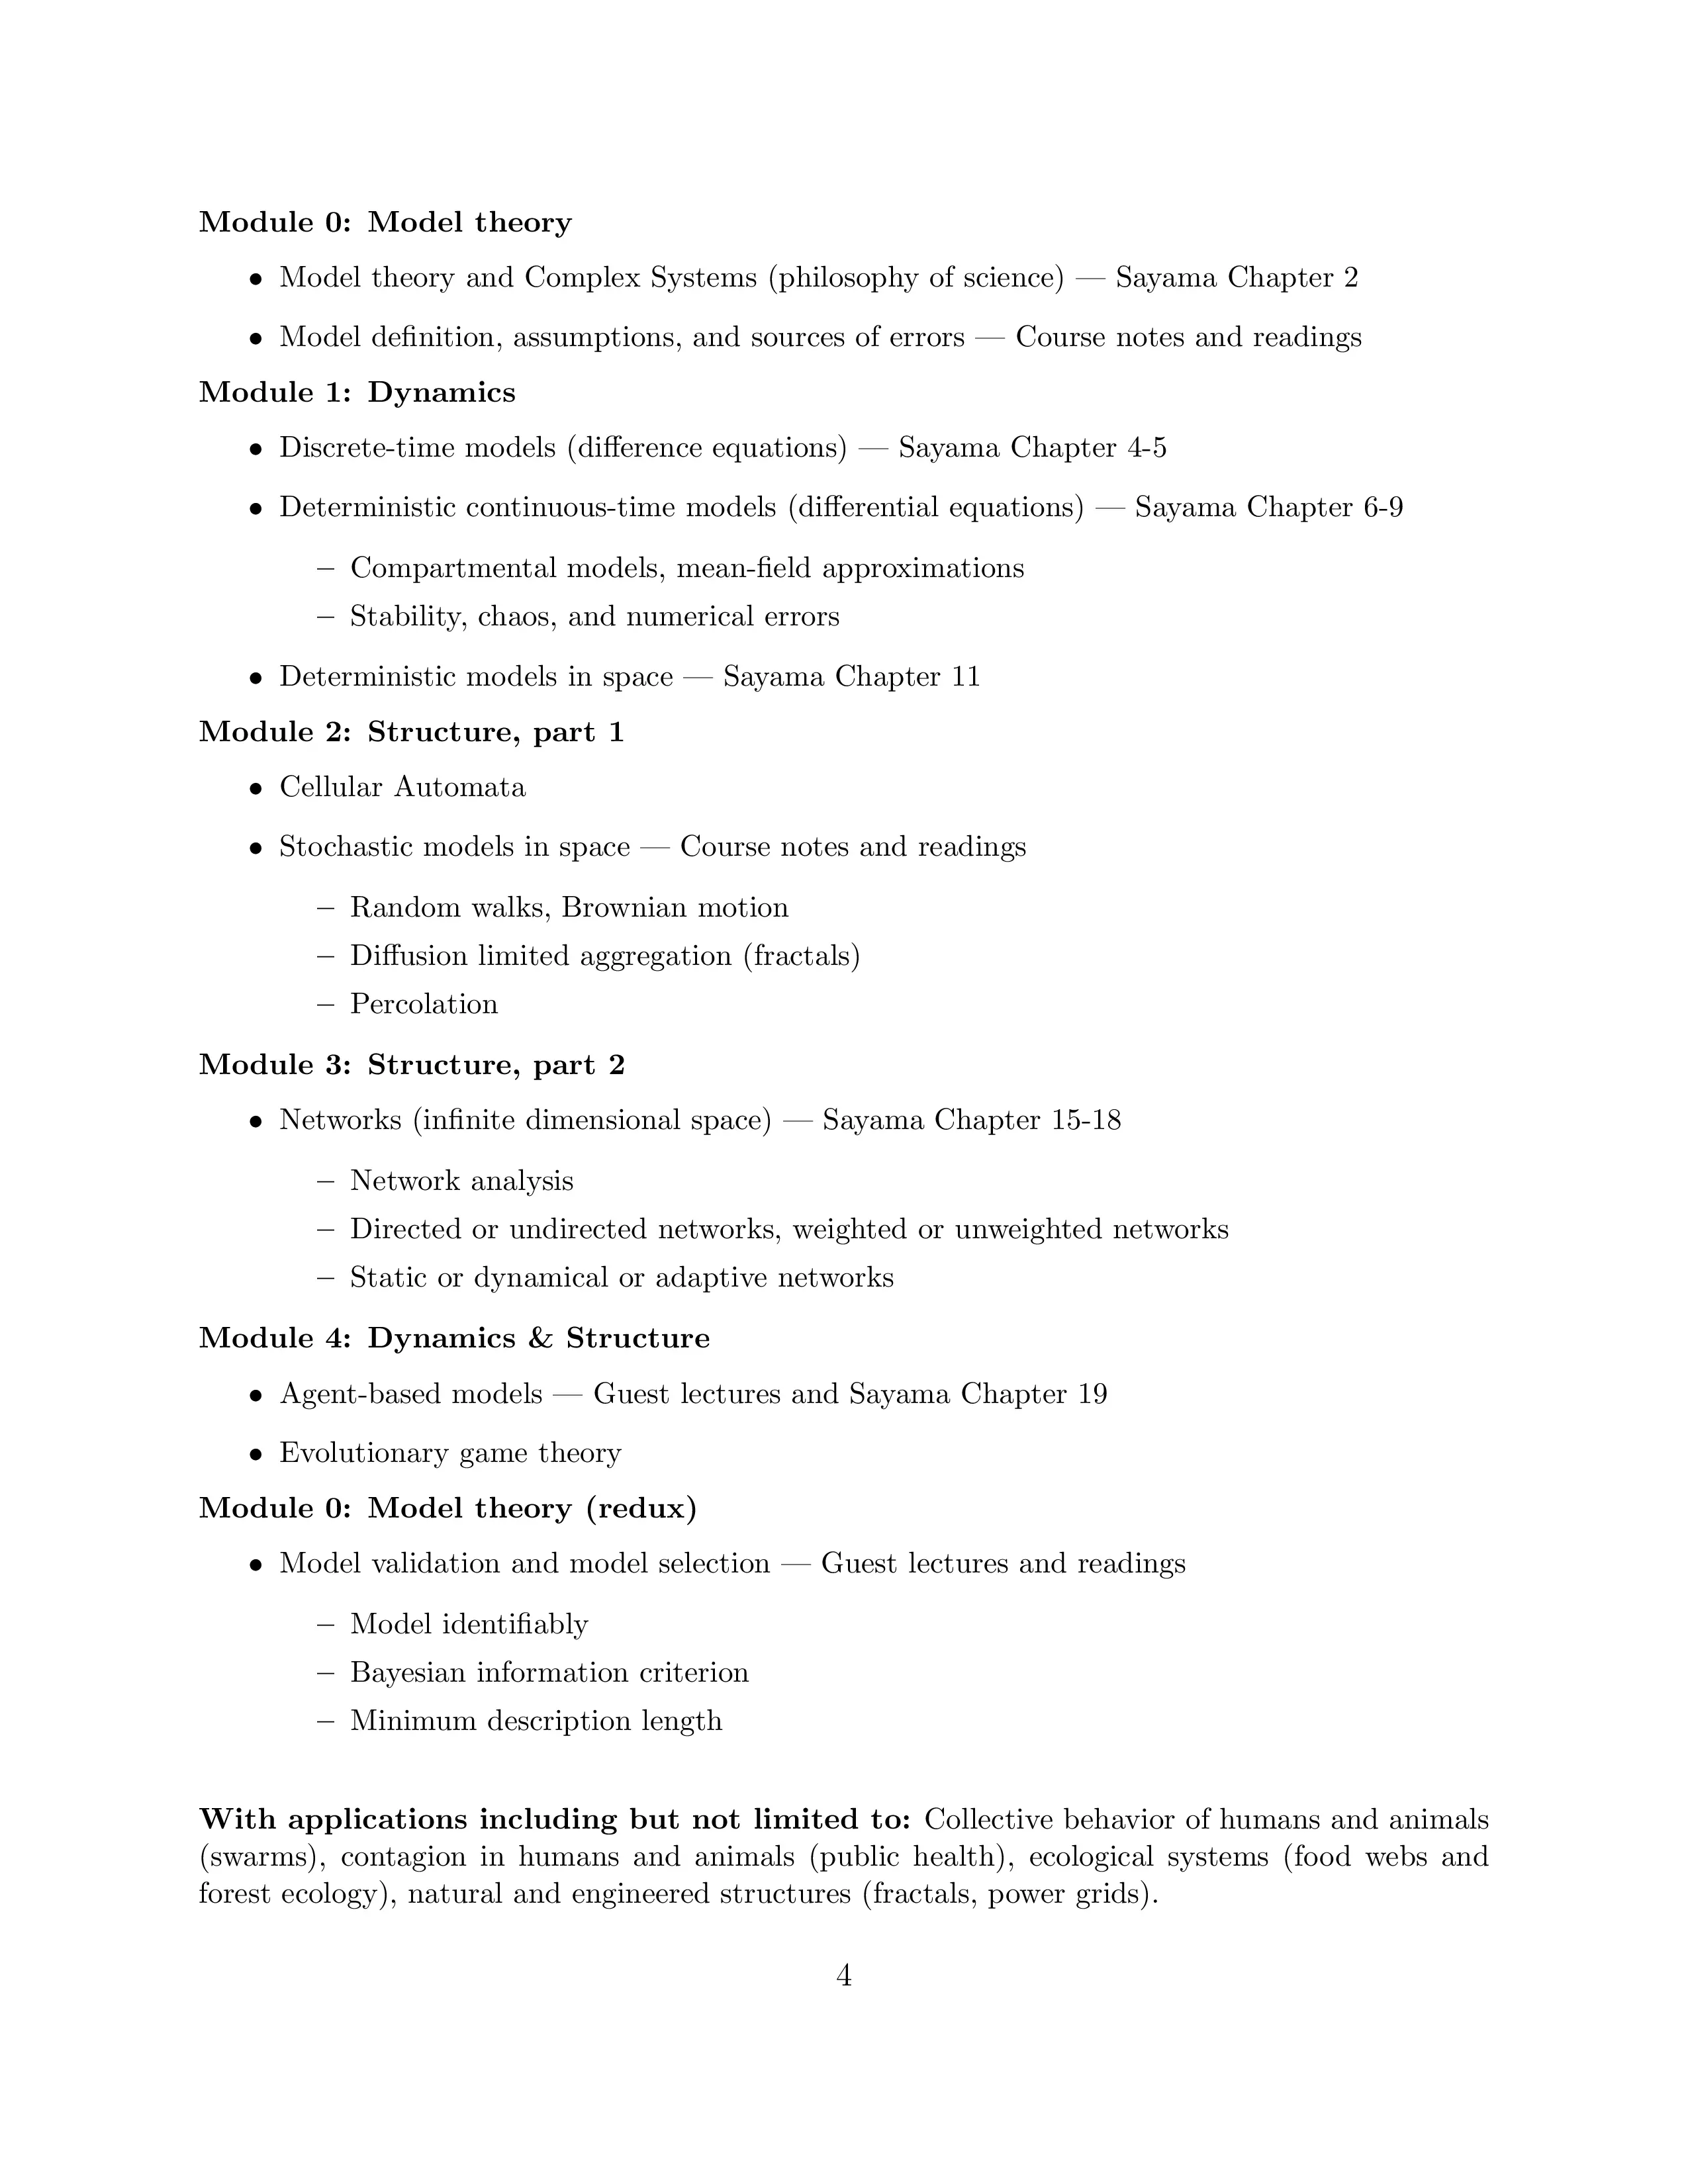 Module 0: Model theory
• Model theory and Complex Systems (philosophy of science) — Sayama Chapter 2
• Model definition, assumptions, and sources of errors — Course notes and readings
Module 1: Dynamics
• Discrete-time models (difference equations) — Sayama Chapter 4-5
• Deterministic continuous-time models (differential equations) — Sayama Chapter 6-9
– Compartmental models, mean-field approximations
– Stability, chaos, and numerical errors
• Deterministic models in space — Sayama Chapter 11
Module 2: Structure, part 1
• Cellular Automata
• Stochastic models in space — Course notes and readings
– Random walks, Brownian motion
– Diffusion limited aggregation (fractals)
– Percolation
Module 3: Structure, part 2
• Networks (infinite dimensional space) — Sayama Chapter 15-18
– Network analysis
– Directed or undirected networks, weighted or unweighted networks
– Static or dynamical or adaptive networks
Module 4: Dynamics & Structure
• Agent-based models — Guest lectures and Sayama Chapter 19
• Evolutionary game theory
Module 0: Model theory (redux)
• Model validation and model selection — Guest lectures and readings
– Model identifiably
– Bayesian information criterion
– Minimum description length
With applications including but not limited to: Collective behavior of humans and animals
(swarms), contagion in humans and animals (public health), ecological systems (food webs and
forest ecology), natural and engineered structures (fractals, power grids).
4